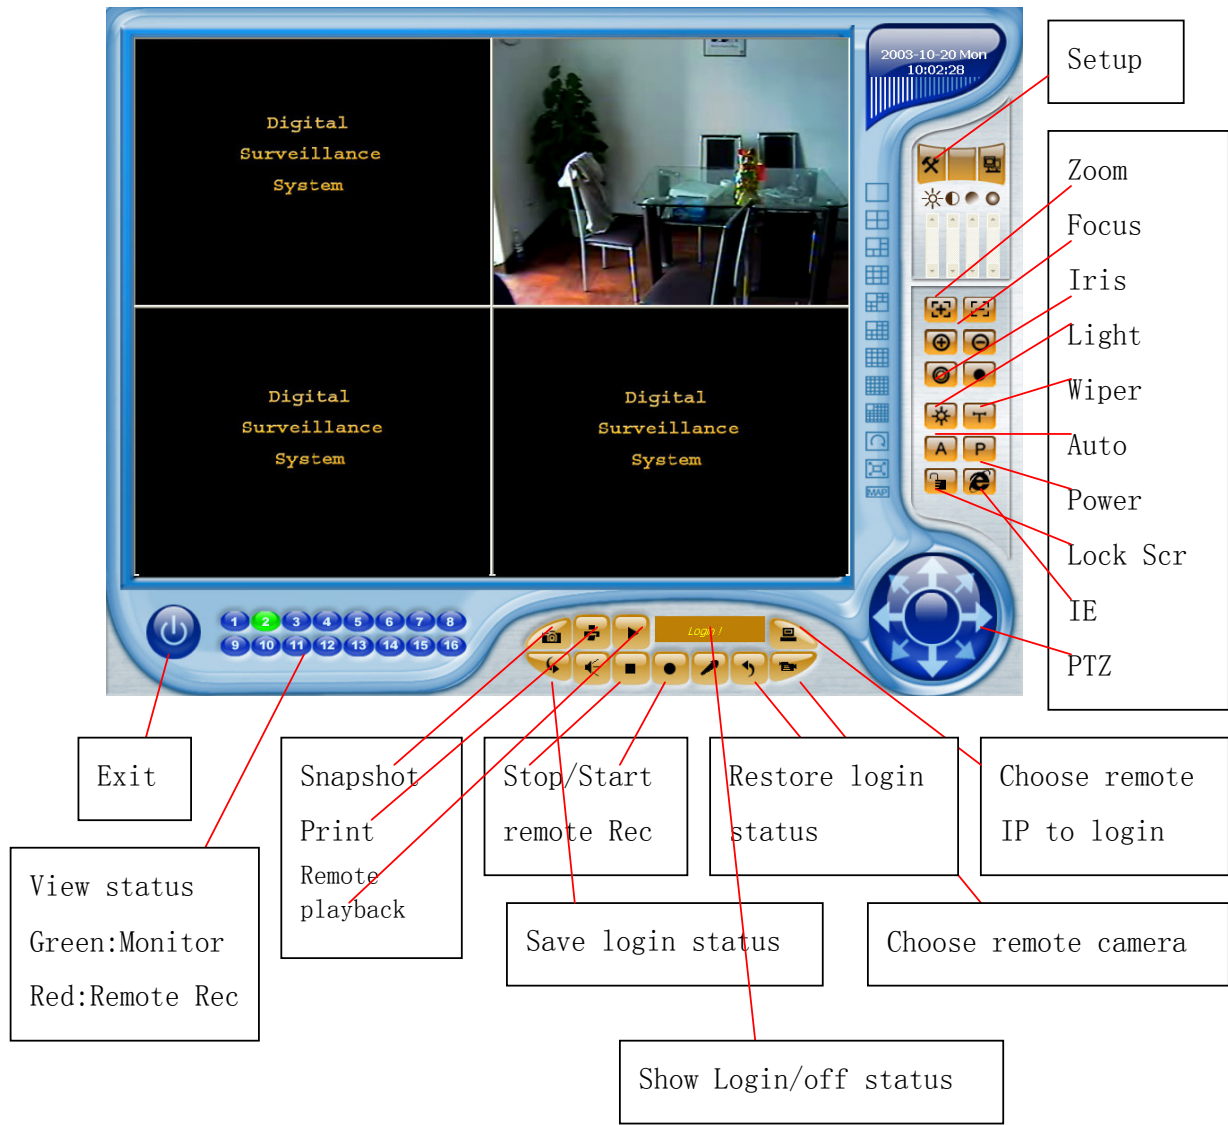 2003-10-20 Mon
10:02:28
Setup
Digital
Surveillance
System
Digital
Surveillance
System
Digital
Surveillance
System
MAP
A P
Zoom
Focus
Iris
Light
Wiper
Auto
Power
Lock Scr
IE
PTZ
1 2 3 4 5 6 7 8
9 10 11 12 13 14 15 16
Login !
Exit
Snapshot
Print
Remote
playback
Stop/Start
remote Rec
Restore login
status
Choose remote
IP to login
View status
Green:Monitor
Red:Remote Rec
Save login status
Choose remote camera
Show Login/off status